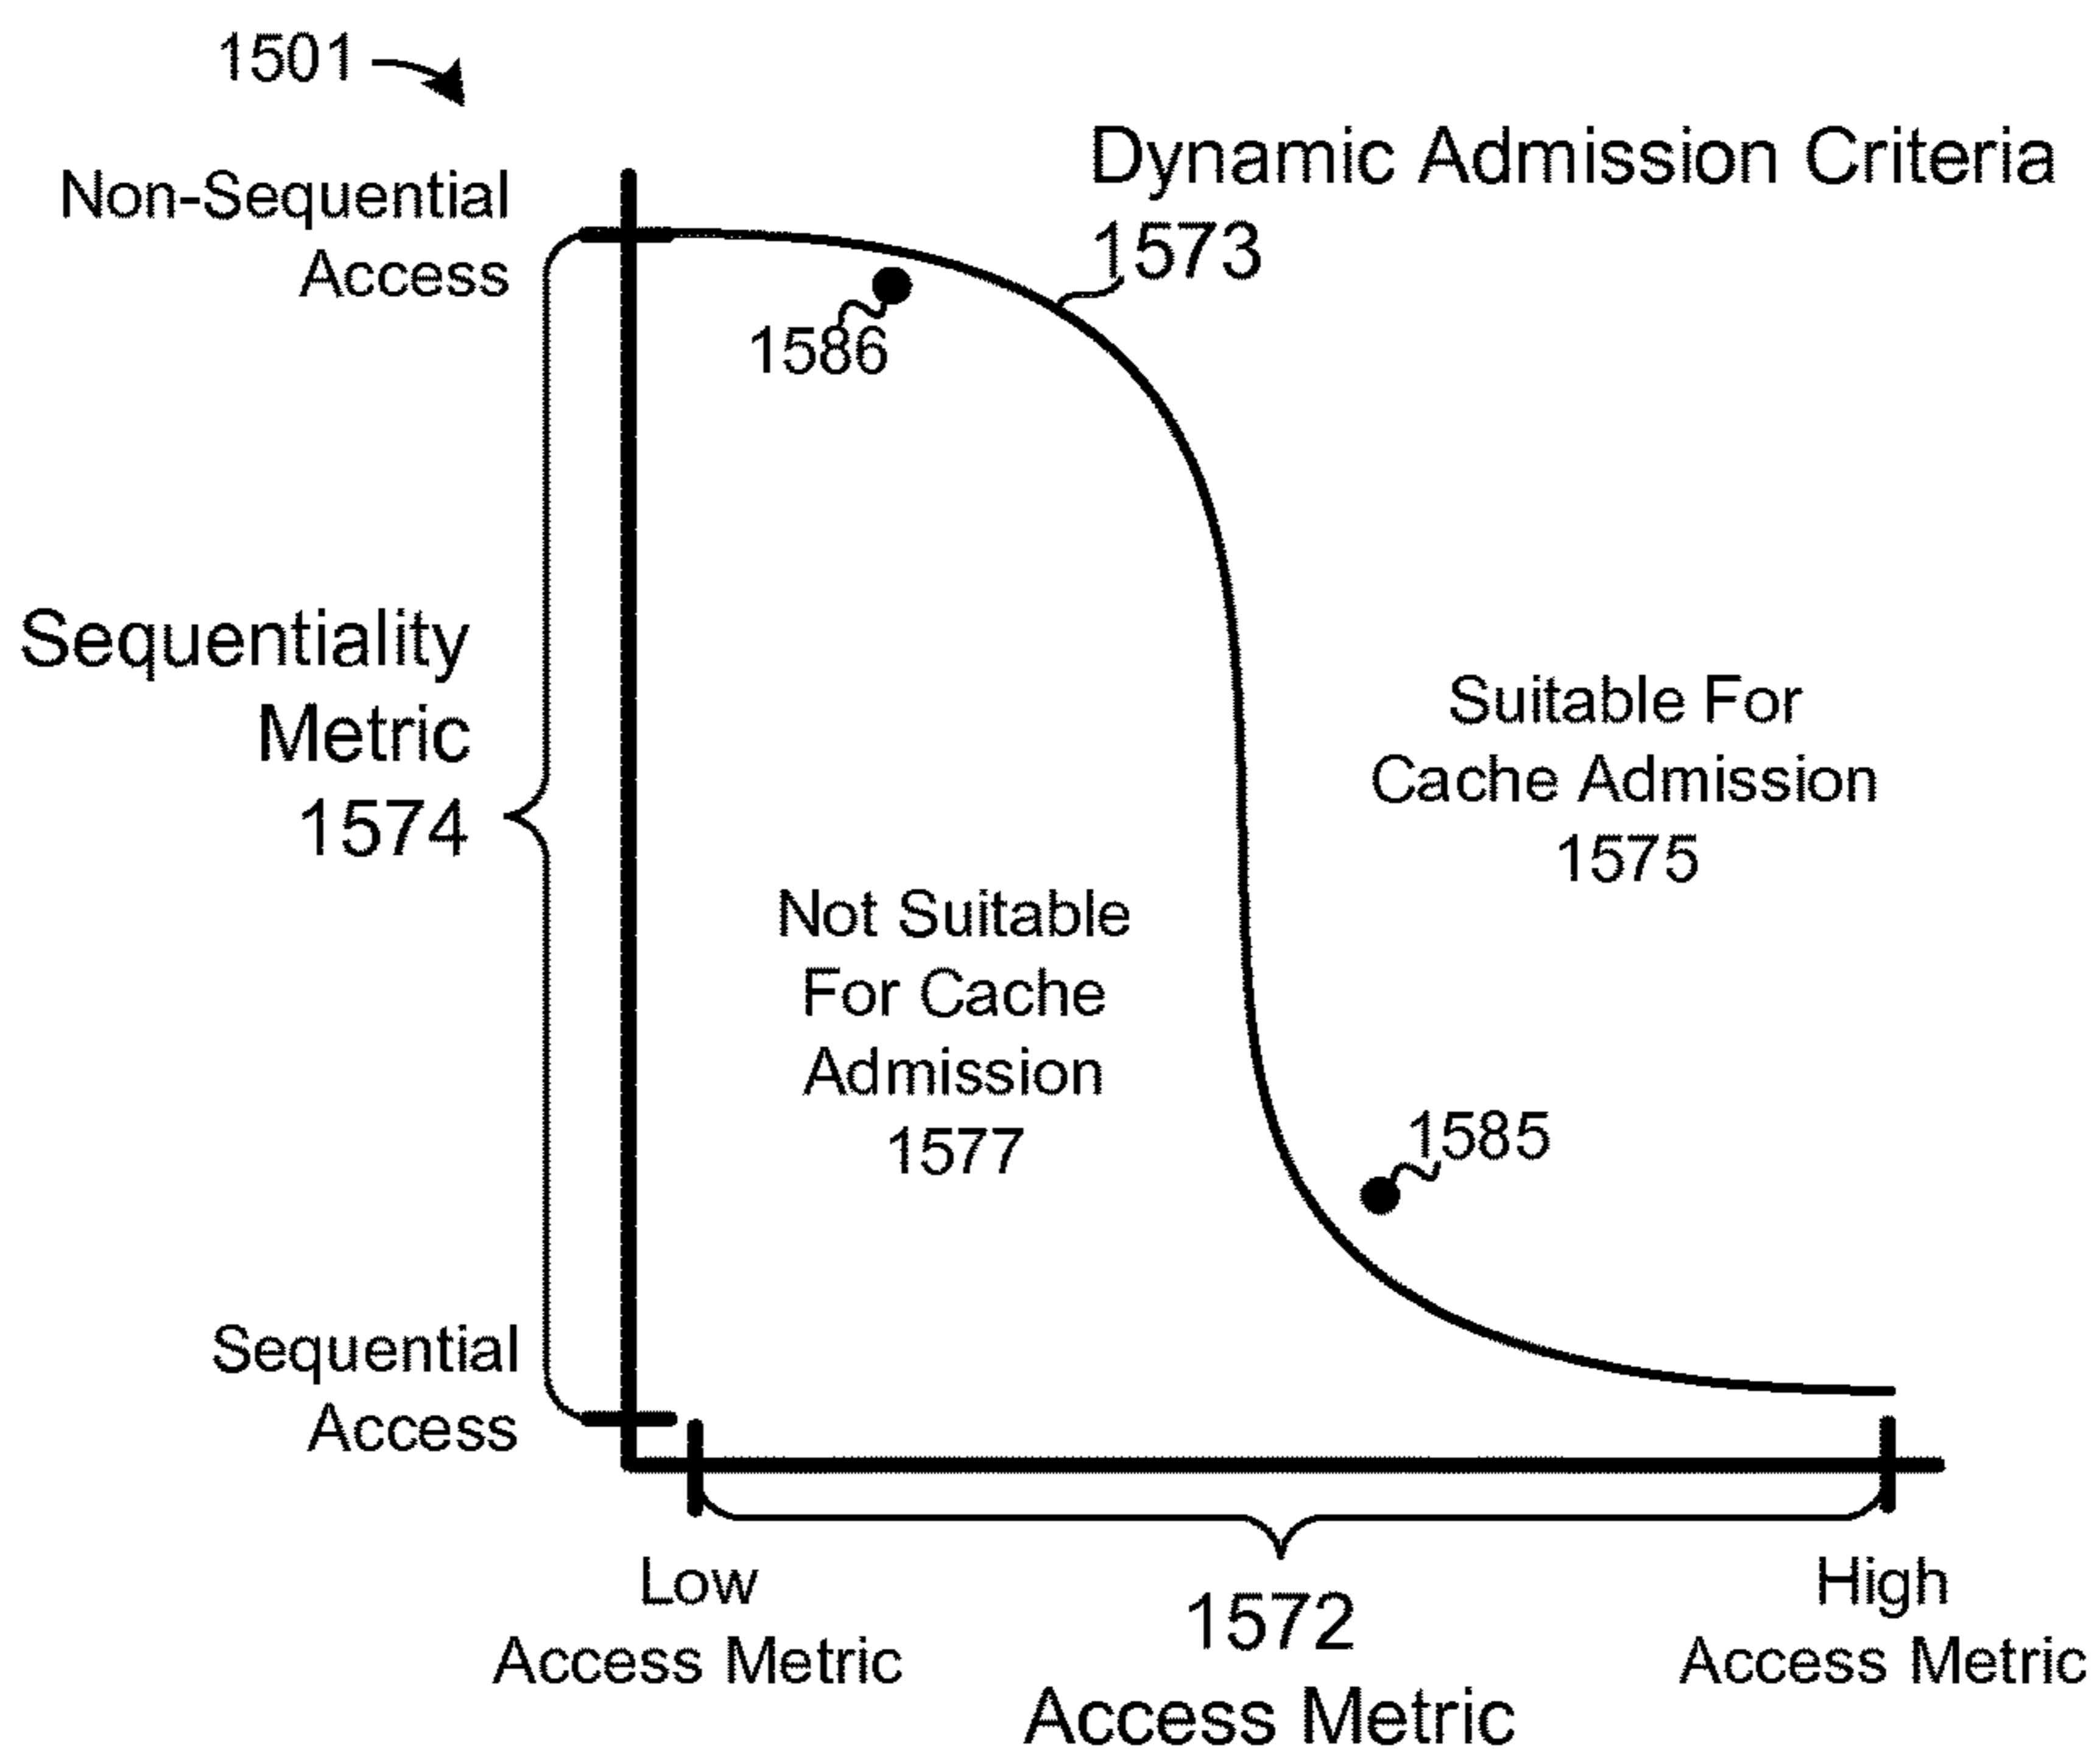 1501
Dynamic Admission Criteria
1573
Non-Sequential
Access
1586
Sequentiality
Metric
1574
Suitable For
Cache Admission
1575
Not Suitable
For Cache
Admission
1577
1585
Sequential
Access
Low
Access Metric
1572
Access Metric
High
Access Metric